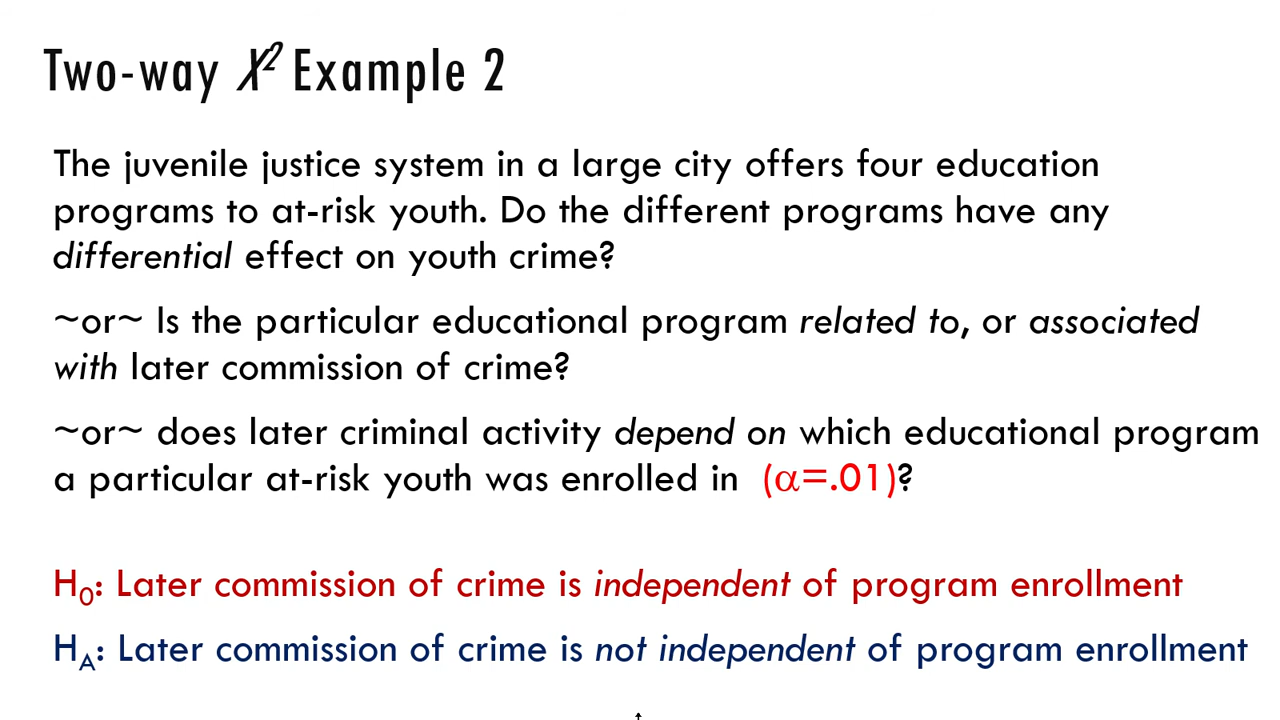 Two-way X² Example 2
The juvenile justice system in a large city offers four education
programs to at-risk youth. Do the different programs have any
differential effect on youth crime?
~or~ Is the particular educational program related to, or associated
with later commission of crime?
~or~ does later criminal activity depend on which educational program
a particular at-risk youth was enrolled in (α=.01)?
H₀: Later commission of crime is independent of program enrollment
Hₐ: Later commission of crime is not independent of program enrollment